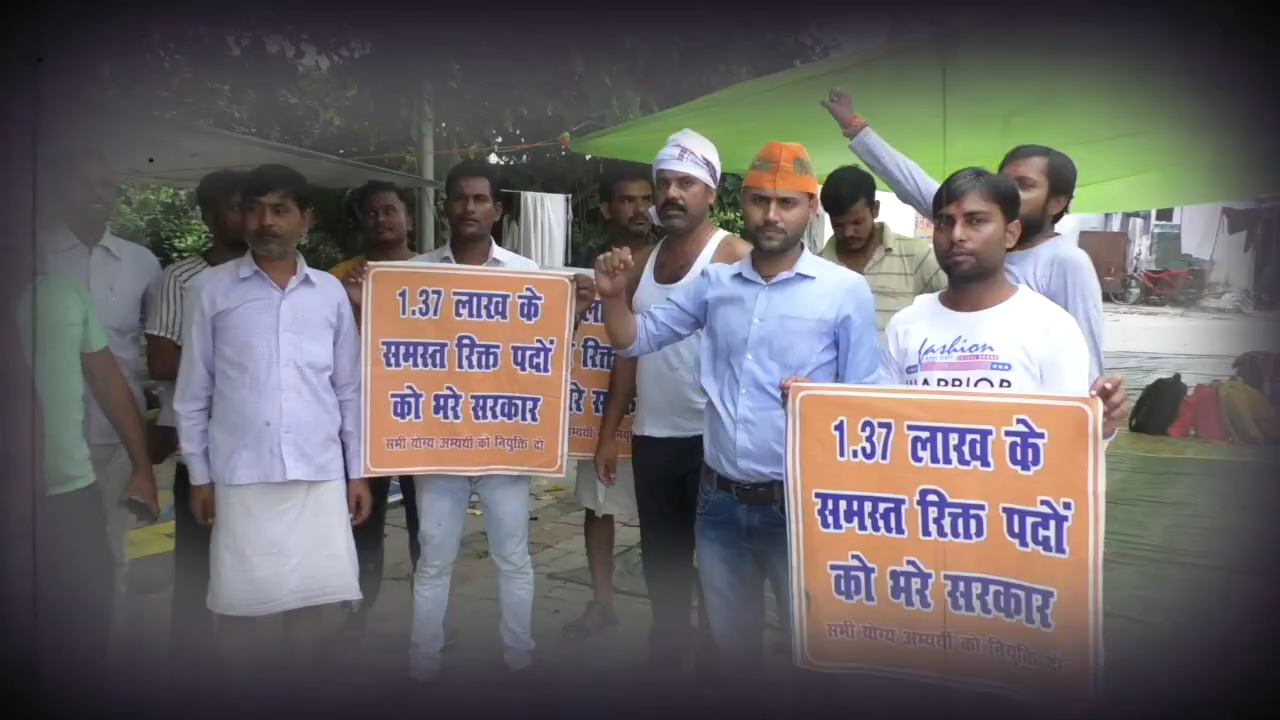 1.37 लाख के
समस्त रिक्त पदों
को भरे सरकार
सभी योग्य अभ्यर्थी को नियुक्ति दो
fashion
WARRIOR
1.37 लाख के
समस्त रिक्त पदों
को भरे सरकार
सभी योग्य अभ्यर्थी को नियुक्ति दो